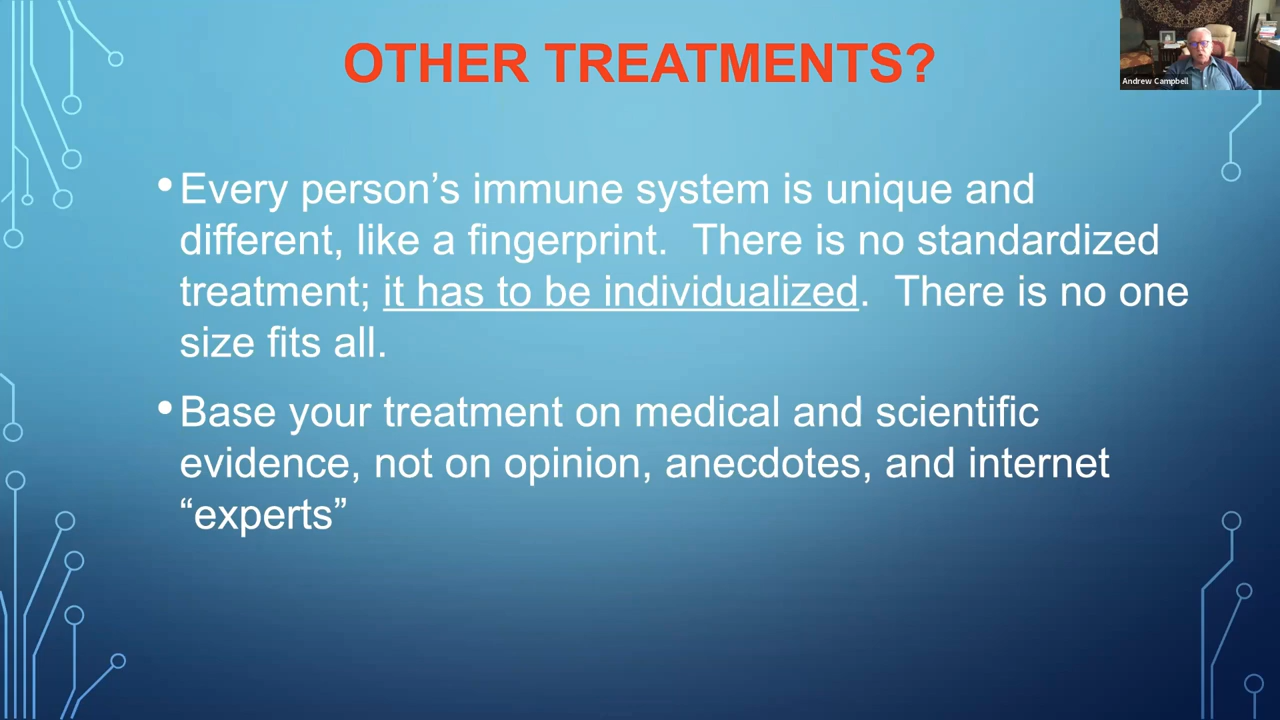 OTHER TREATMENTS?
Andrew Campbell
• Every person’s immune system is unique and
different, like a fingerprint.  There is no standardized
treatment; it has to be individualized.  There is no one
size fits all.
• Base your treatment on medical and scientific
evidence, not on opinion, anecdotes, and internet
“experts”